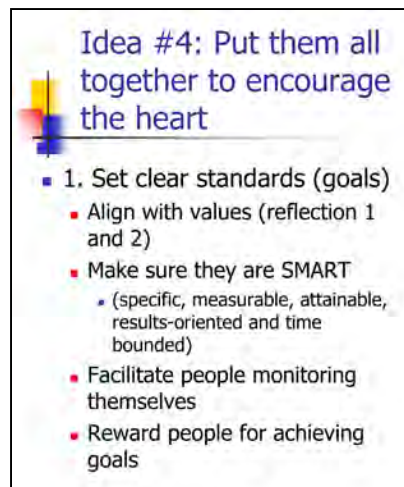 Idea #4: Put them all
together to encourage
the heart
1. Set clear standards (goals)
Align with values (reflection 1
and 2)
Make sure they are SMART
(specific, measurable, attainable,
results-oriented and time
bounded)
Facilitate people monitoring
themselves
Reward people for achieving
goals